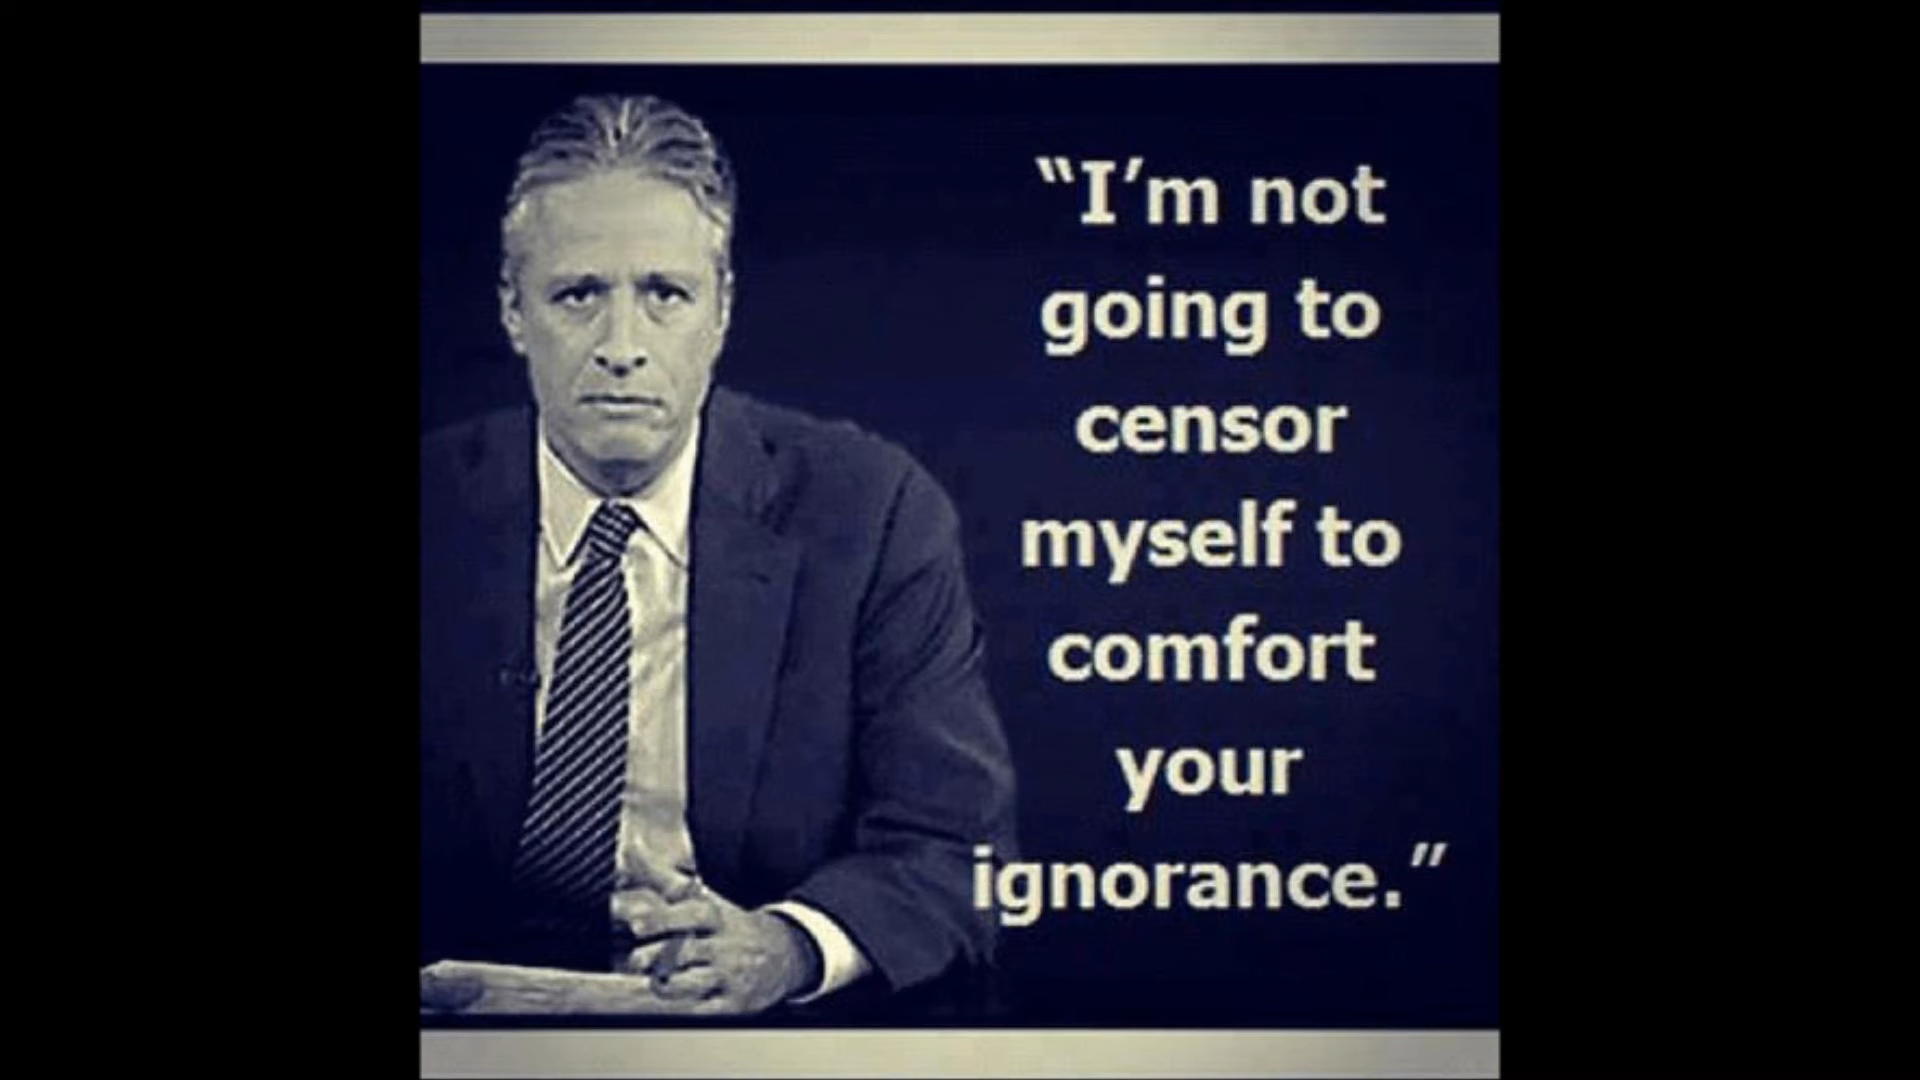 “I’m not
going to
censor
myself to
comfort
your
ignorance.”